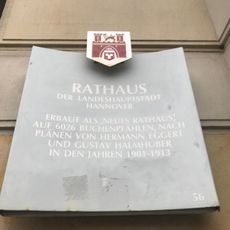 RATHAUS
DER LANDESHAUPTSTADT
HANNOVER
ERBAUT ALS „NEUES RATHAUS“
AUF 6026 BUCHENPFÄHLEN, NACH
PLÄNEN VON HERMANN EGGERT
UND GUSTAV HALMHUBER
IN DEN JAHREN 1901-1913
56